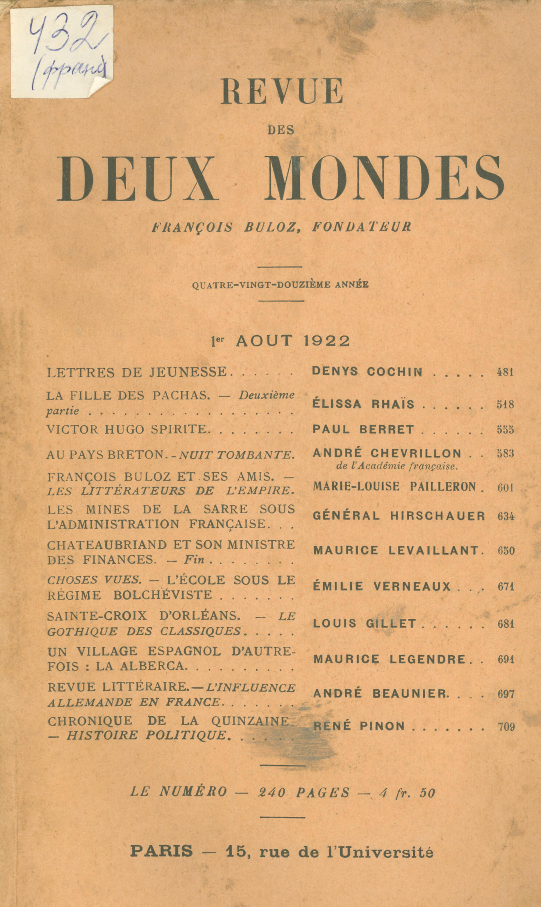 432
(франц
REVUE
DES
DEUX MONDES
FRANÇOIS BULOZ, FONDATEUR
QUATRE-VINGT-DOUZIÈME ANNÉE
1er AOUT 1922
LETTRES DE JEUNESSE. . . . . . DENYS COCHIN . . . . . 481
LA FILLE DES PACHAS. — Deuxième
partie . . . . . . . . . . . . . . . . . . ÉLISSA RHAÏS . . . . . . 518
VICTOR HUGO SPIRITE. . . . . . . . PAUL BERRET . . . . . . 555
AU PAYS BRETON. - NUIT TOMBANTE. ANDRÉ CHEVRILLON . . 583
de l'Académie française.
FRANÇOIS BULOZ ET SES AMIS. —
LES LITTÉRATEURS DE L'EMPIRE. MARIE-LOUISE PAILLERON . 601
LES MINES DE LA SARRE SOUS
L'ADMINISTRATION FRANÇAISE. . . GÉNÉRAL HIRSCHAUER 634
CHATEAUBRIAND ET SON MINISTRE
DES FINANCES. — Fin . . . . . . . . MAURICE LEVAILLANT. 650
CHOSES VUES. — L'ÉCOLE SOUS LE
RÉGIME BOLCHÉVISTE . . . . . . . ÉMILIE VERNEAUX . . . 671
SAINTE-CROIX D'ORLÉANS. — LE
GOTHIQUE DES CLASSIQUES. . . . . LOUIS GILLET . . . . . . 681
UN VILLAGE ESPAGNOL D'AUTRE-
FOIS : LA ALBERCA. . . . . . . . . . MAURICE LEGENDRE. . 691
REVUE LITTÉRAIRE. — L'INFLUENCE
ALLEMANDE EN FRANCE. . . . . . . ANDRÉ BEAUNIER. . . . 697
CHRONIQUE DE LA QUINZAINE.
— HISTOIRE POLITIQUE. . . . . . . RENÉ PINON . . . . . . . 709
LE NUMÉRO — 240 PAGES — 4 fr. 50
PARIS — 15, rue de l'Université